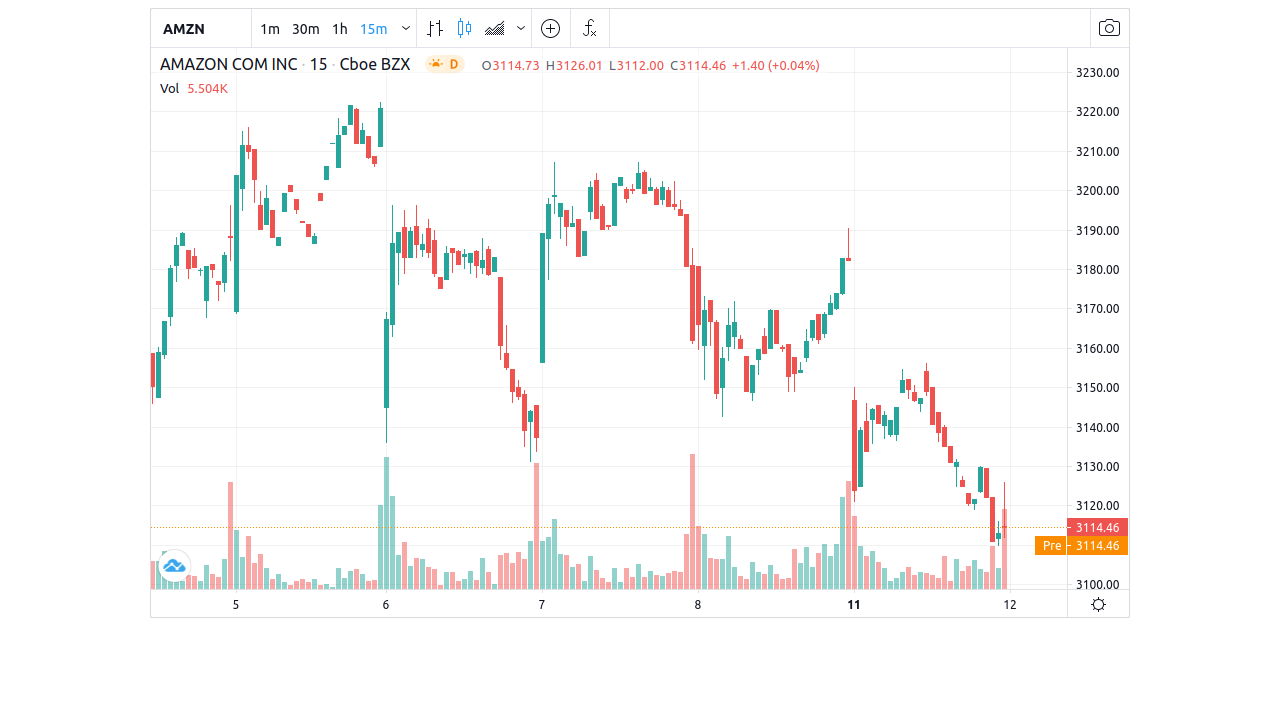 AMZN 1m 30m 1h 15m fx
AMAZON COM INC · 15 · Cboe BZX D O3114.73 H3126.01 L3112.00 C3114.46 +1.40 (+0.04%)
Vol 5.504K
3230.00
3220.00
3210.00
3200.00
3190.00
3180.00
3170.00
3160.00
3150.00
3140.00
3130.00
3120.00
3114.46
Pre 3114.46
3100.00
5 6 7 8 11 12